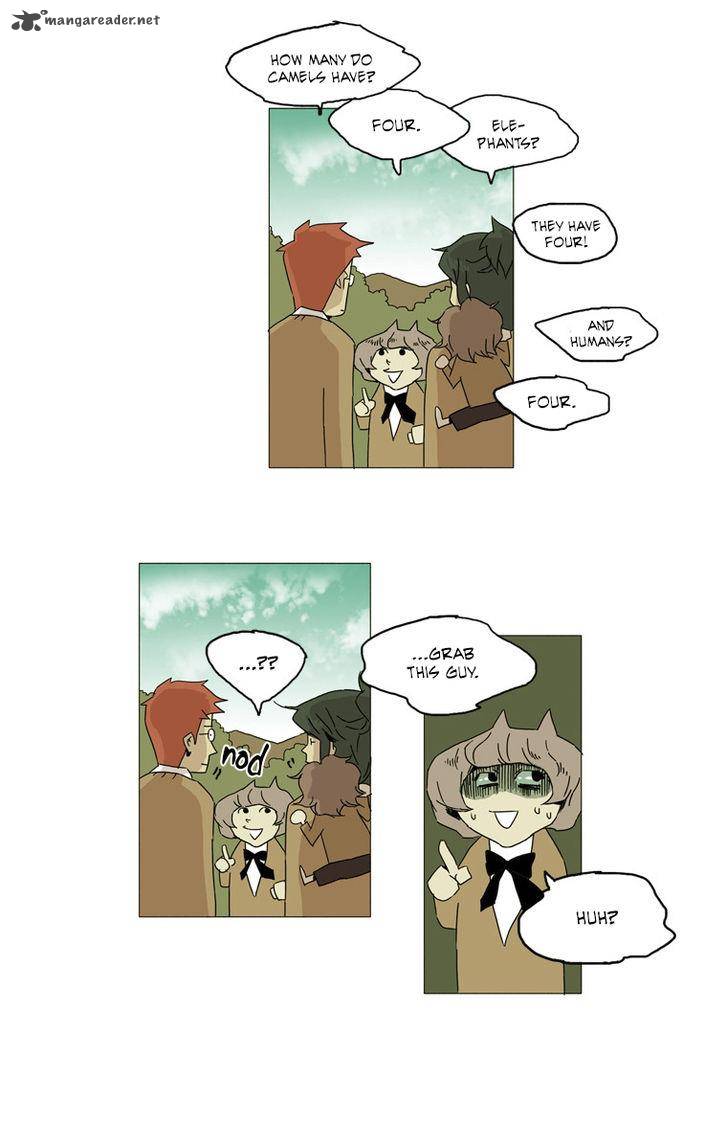 mangareader.net
HOW MANY DO
CAMELS HAVE?
FOUR.
ELE-
PHANTS?
THEY HAVE
FOUR!
AND
HUMANS?
FOUR.
...??
nod
...GRAB
THIS GUY.
HUH?